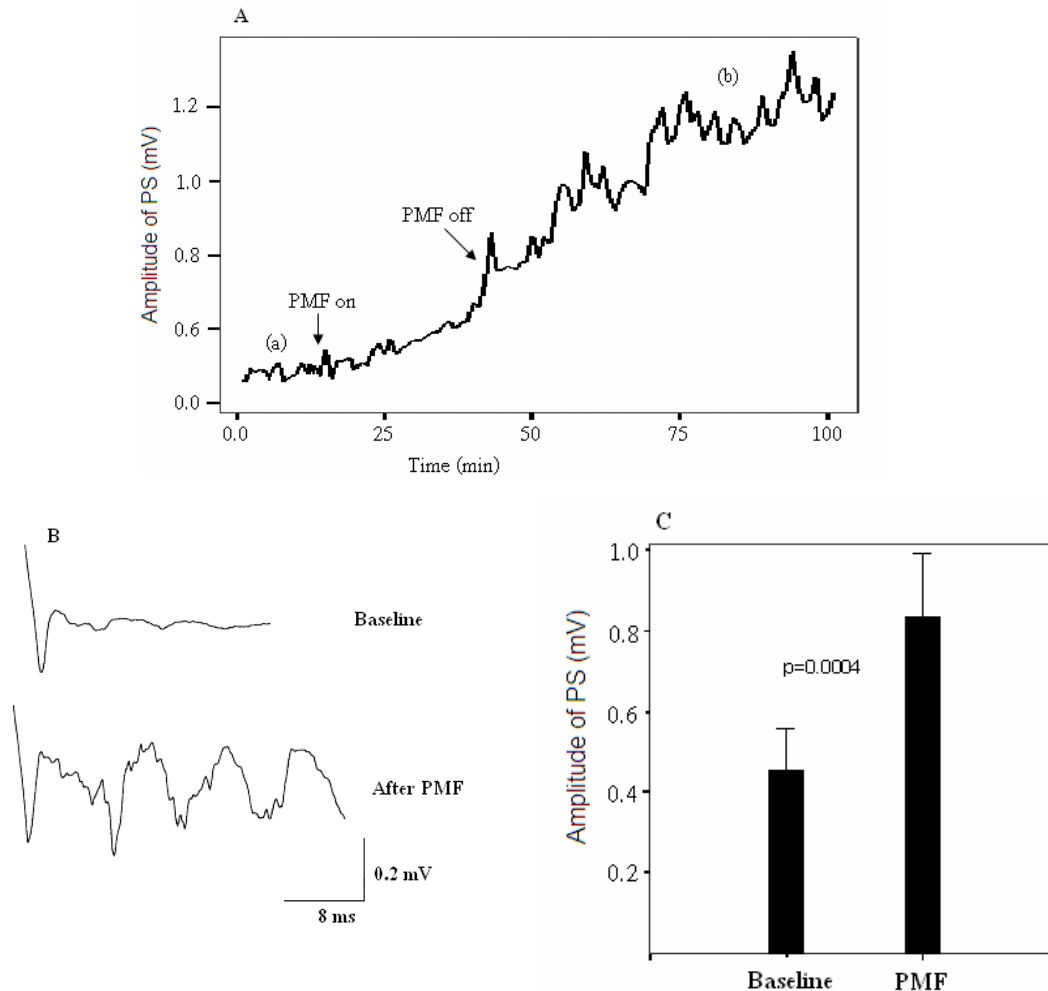 A
Amplitude of PS (mV)
1.2
1.0
0.8
0.6
0.0
(b)
PMF off
PMF on
(a)
0.0 25 50 75 100
Time (min)
B
Baseline
After PMF
0.2 mV
8 ms
C
Amplitude of PS (mV)
1.0
0.8
0.6
0.4
0.2
p=0.0004
Baseline PMF